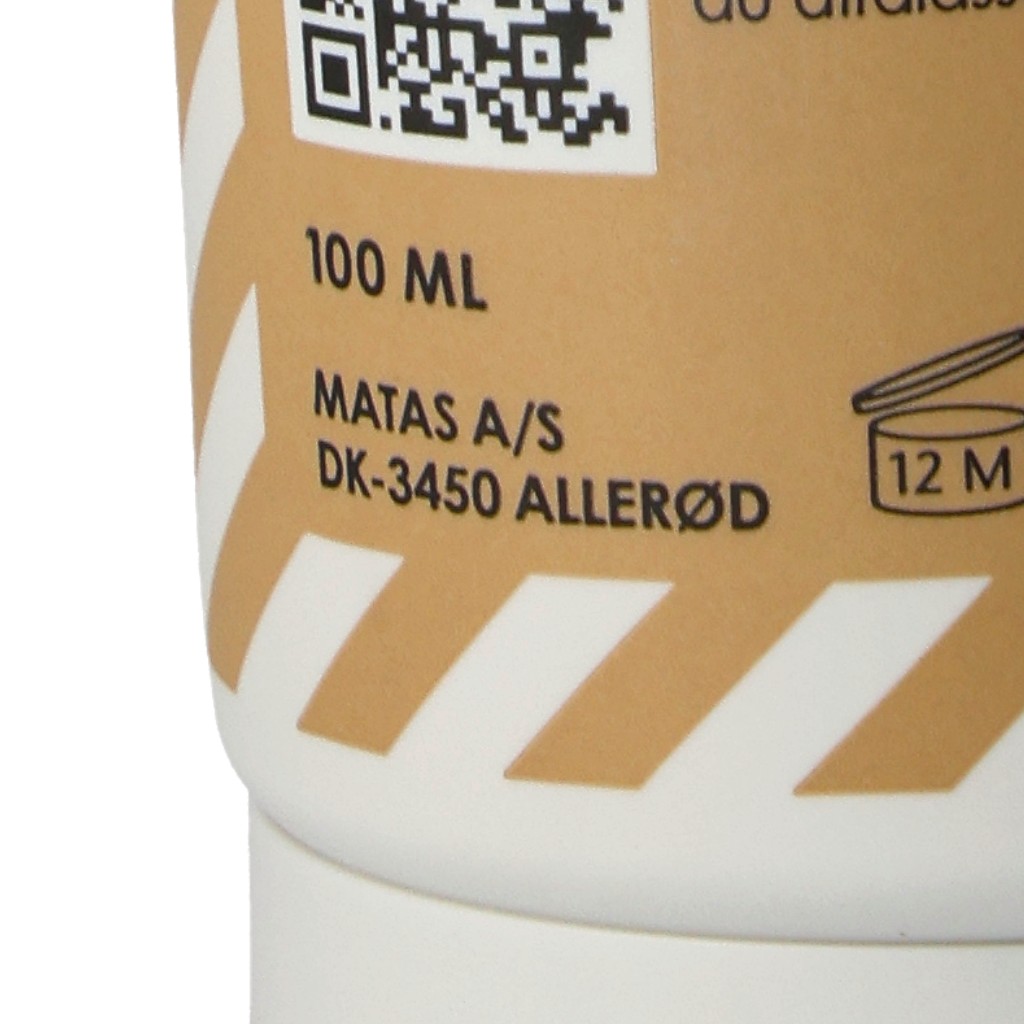 100 ML
MATAS A/S
DK-3450 ALLERØD
12 M